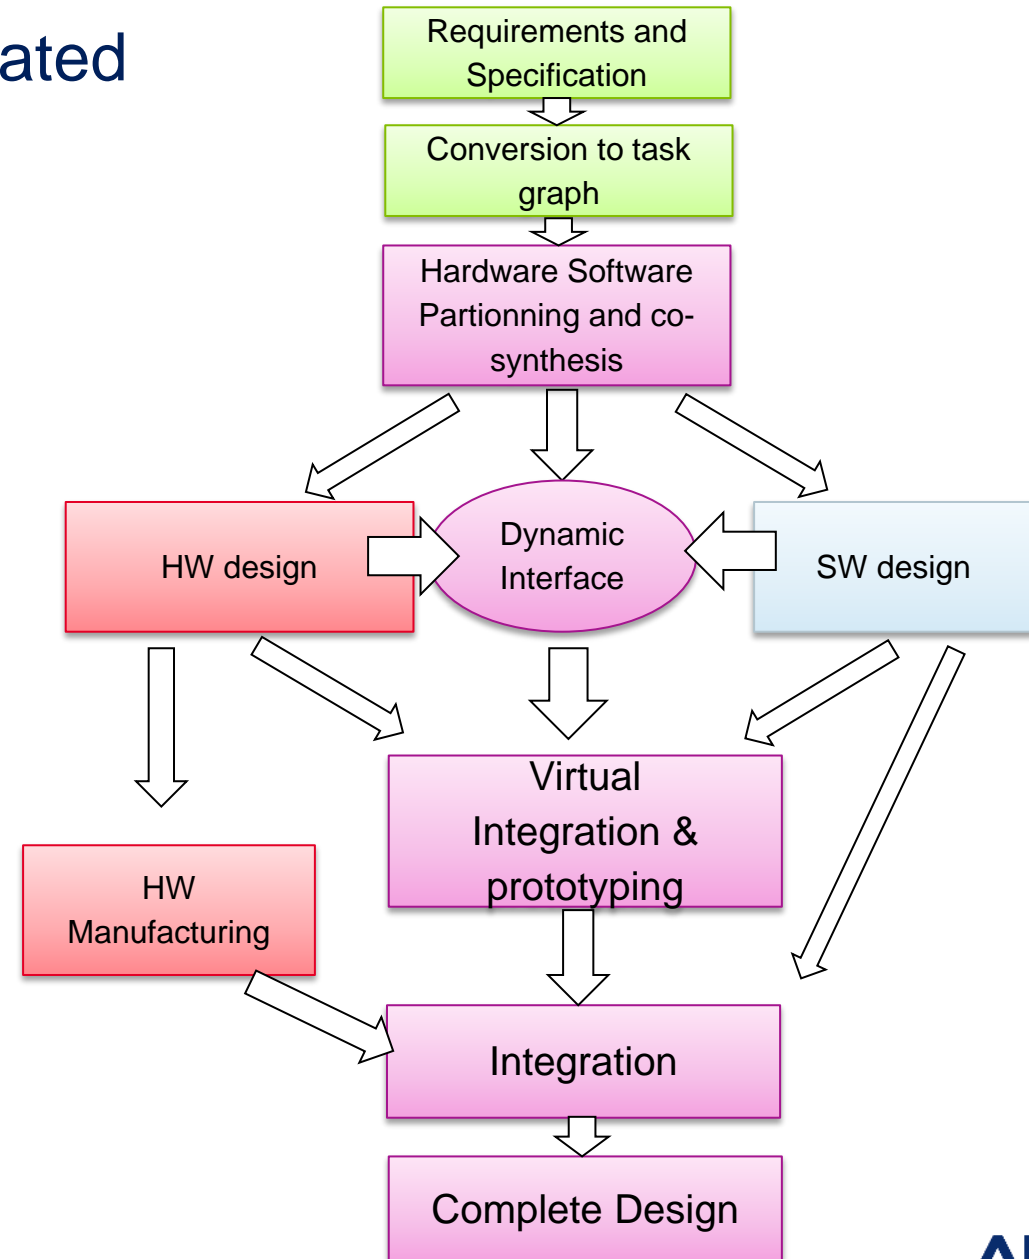 ated
Requirements and
Specification
Conversion to task
graph
Hardware Software
Partionning and co-
synthesis
HW design
Dynamic
Interface
SW design
Virtual
Integration &
prototyping
HW
Manufacturing
Integration
Complete Design